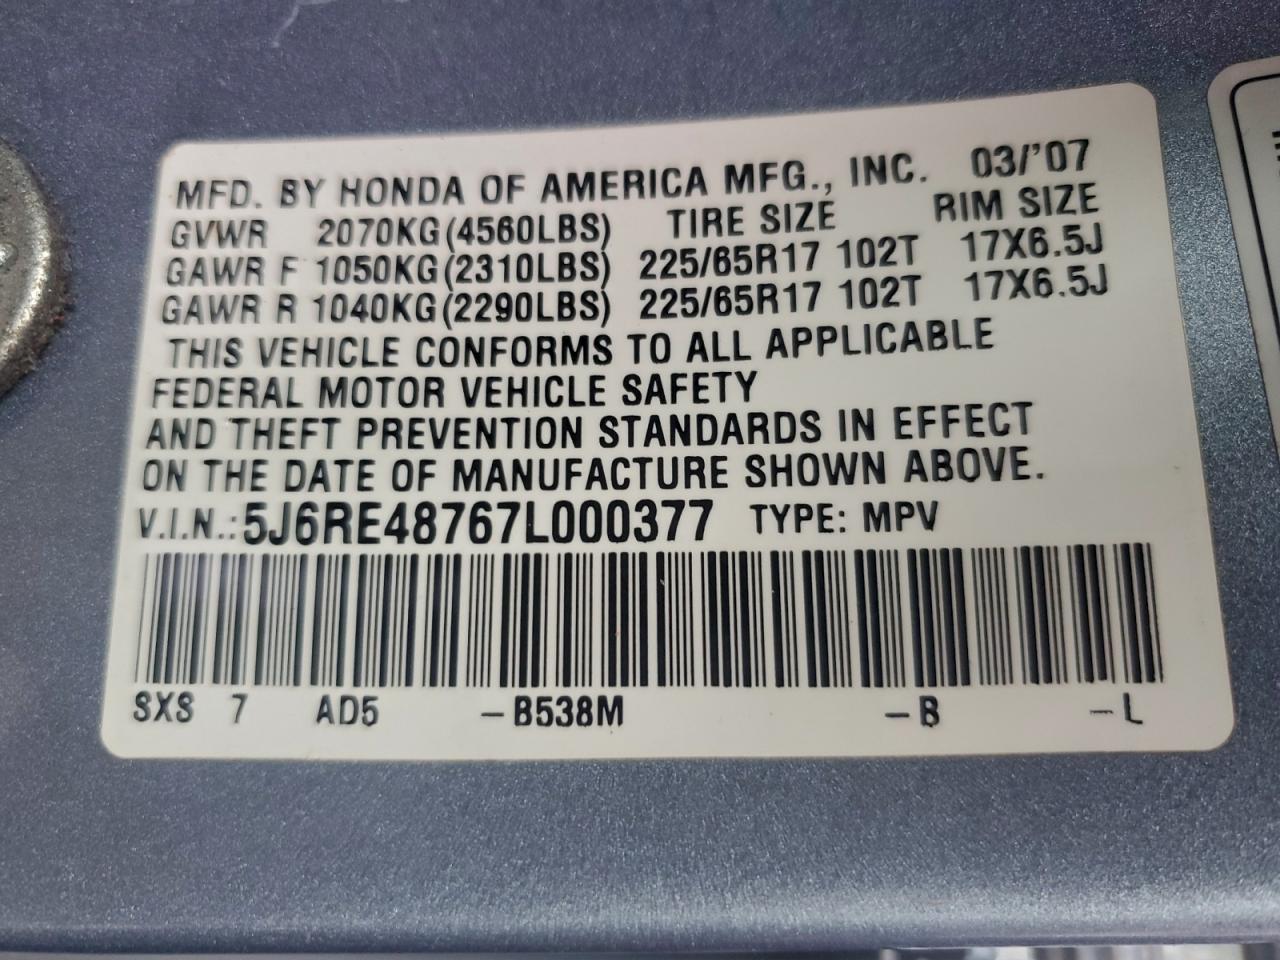 MFD. BY HONDA OF AMERICA MFG., INC. 03/'07
GVWR 2070KG(4560LBS) TIRE SIZE RIM SIZE
GAWR F 1050KG(2310LBS) 225/65R17 102T 17X6.5J
GAWR R 1040KG(2290LBS) 225/65R17 102T 17X6.5J
THIS VEHICLE CONFORMS TO ALL APPLICABLE
FEDERAL MOTOR VEHICLE SAFETY
AND THEFT PREVENTION STANDARDS IN EFFECT
ON THE DATE OF MANUFACTURE SHOWN ABOVE.
V.I.N.: 5J6RE48767L000377 TYPE: MPV
SXS 7 AD5 -B538M -B -L